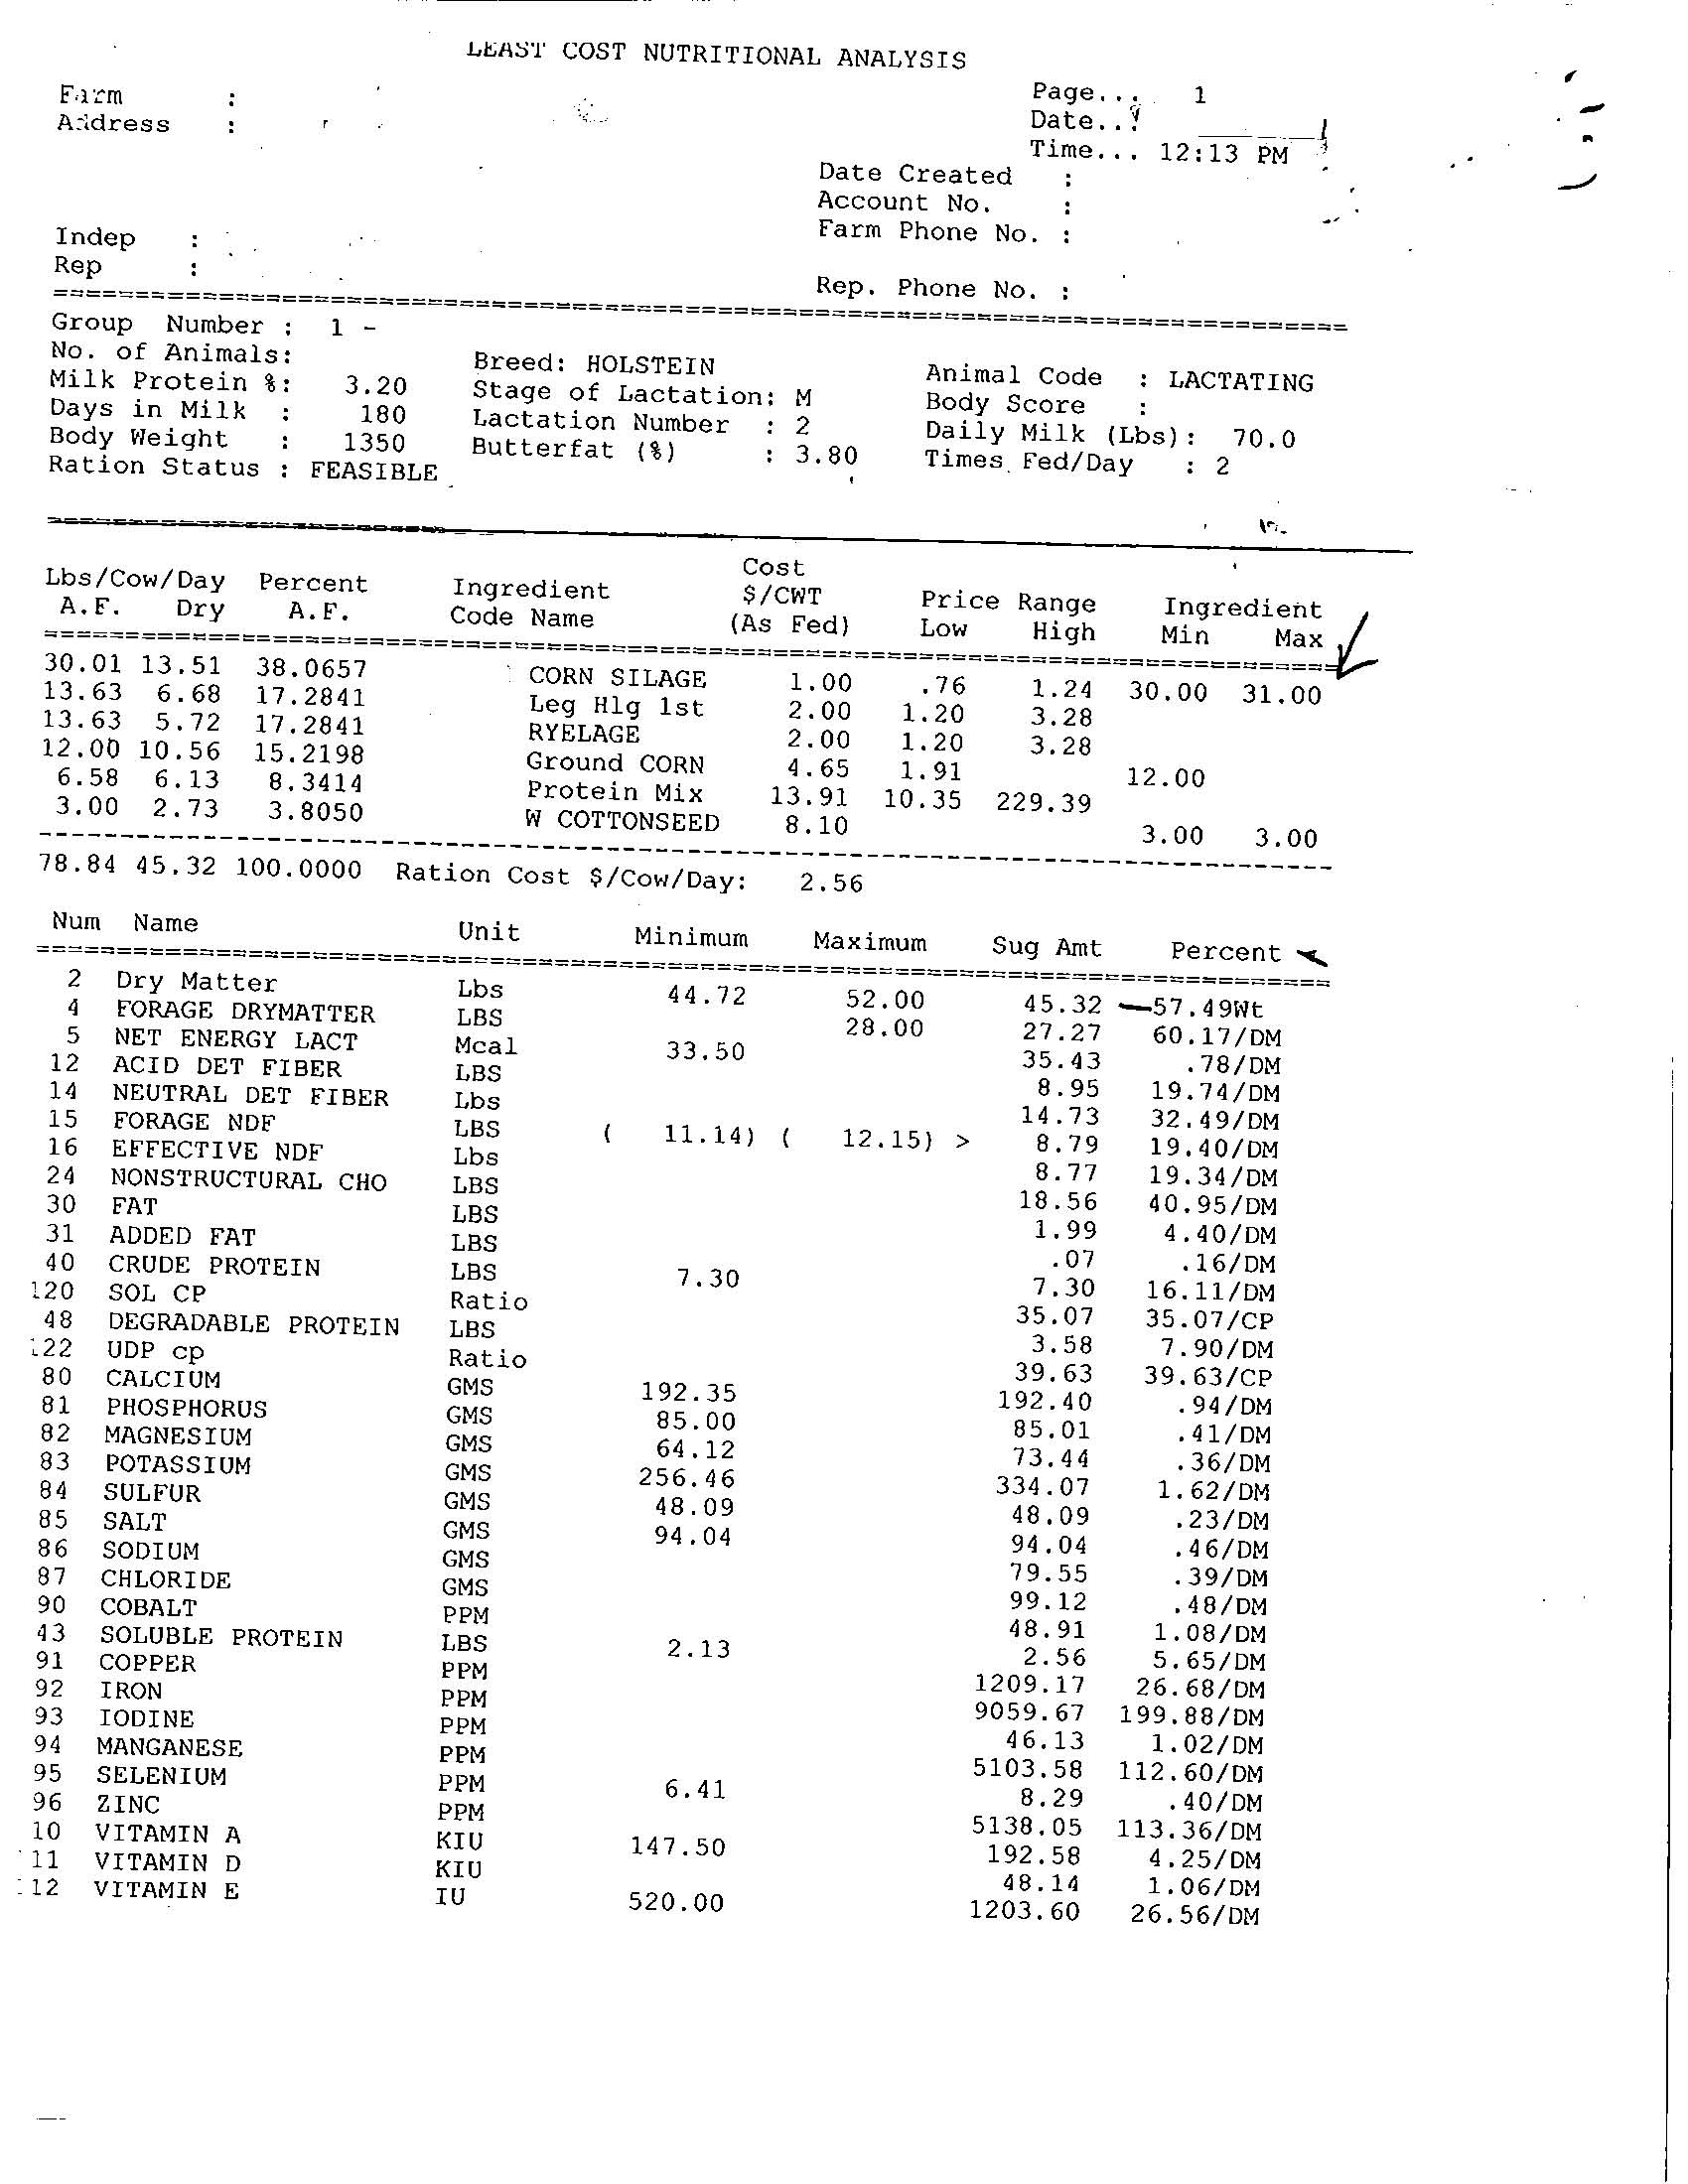 LEAST COST NUTRITIONAL ANALYSIS
Farm :
Address :
Page... 1
Date...
Time... 12:13 PM
Date Created :
Account No. :
Farm Phone No. :
Indep :
Rep :
Rep. Phone No. :
Group Number : 1 -
No. of Animals: Breed: HOLSTEIN Animal Code : LACTATING
Milk Protein %: 3.20 Stage of Lactation: M Body Score :
Days in Milk : 180 Lactation Number : 2 Daily Milk (Lbs): 70.0
Body Weight : 1350 Butterfat (%) : 3.80 Times Fed/Day : 2
Ration Status : FEASIBLE
Cost
Lbs/Cow/Day Percent Ingredient $/CWT Price Range Ingredient
A.F. Dry A.F. Code Name (As Fed) Low High Min Max
30.01 13.51 38.0657 CORN SILAGE 1.00 .76 1.24 30.00 31.00
13.63 6.68 17.2841 Leg Hlg 1st 2.00 1.20 3.28
13.63 5.72 17.2841 RYELAGE 2.00 1.20 3.28
12.00 10.56 15.2198 Ground CORN 4.65 1.91 12.00
6.58 6.13 8.3414 Protein Mix 13.91 10.35 229.39
3.00 2.73 3.8050 W COTTONSEED 8.10 3.00 3.00
78.84 45.32 100.0000 Ration Cost $/Cow/Day: 2.56
Num Name Unit Minimum Maximum Sug Amt Percent
2 Dry Matter Lbs 44.72 52.00 45.32 57.49Wt
4 FORAGE DRYMATTER LBS 28.00 27.27 60.17/DM
5 NET ENERGY LACT Mcal 33.50 35.43 .78/DM
12 ACID DET FIBER LBS 8.95 19.74/DM
14 NEUTRAL DET FIBER Lbs 14.73 32.49/DM
15 FORAGE NDF LBS ( 11.14) ( 12.15) > 8.79 19.40/DM
16 EFFECTIVE NDF Lbs 8.77 19.34/DM
24 NONSTRUCTURAL CHO LBS 18.56 40.95/DM
30 FAT LBS 1.99 4.40/DM
31 ADDED FAT LBS .07 .16/DM
40 CRUDE PROTEIN LBS 7.30 7.30 16.11/DM
120 SOL CP Ratio 35.07 35.07/CP
48 DEGRADABLE PROTEIN LBS 3.58 7.90/DM
122 UDP cp Ratio 39.63 39.63/CP
80 CALCIUM GMS 192.35 192.40 .94/DM
81 PHOSPHORUS GMS 85.00 85.01 .41/DM
82 MAGNESIUM GMS 64.12 73.44 .36/DM
83 POTASSIUM GMS 256.46 334.07 1.62/DM
84 SULFUR GMS 48.09 48.09 .23/DM
85 SALT GMS 94.04 94.04 .46/DM
86 SODIUM GMS 79.55 .39/DM
87 CHLORIDE GMS 99.12 .48/DM
90 COBALT PPM 48.91 1.08/DM
43 SOLUBLE PROTEIN LBS 2.13 2.56 5.65/DM
91 COPPER PPM 1209.17 26.68/DM
92 IRON PPM 9059.67 199.88/DM
93 IODINE PPM 46.13 1.02/DM
94 MANGANESE PPM 5103.58 112.60/DM
95 SELENIUM PPM 6.41 8.29 .40/DM
96 ZINC PPM 5138.05 113.36/DM
10 VITAMIN A KIU 147.50 192.58 4.25/DM
11 VITAMIN D KIU 48.14 1.06/DM
12 VITAMIN E IU 520.00 1203.60 26.56/DM